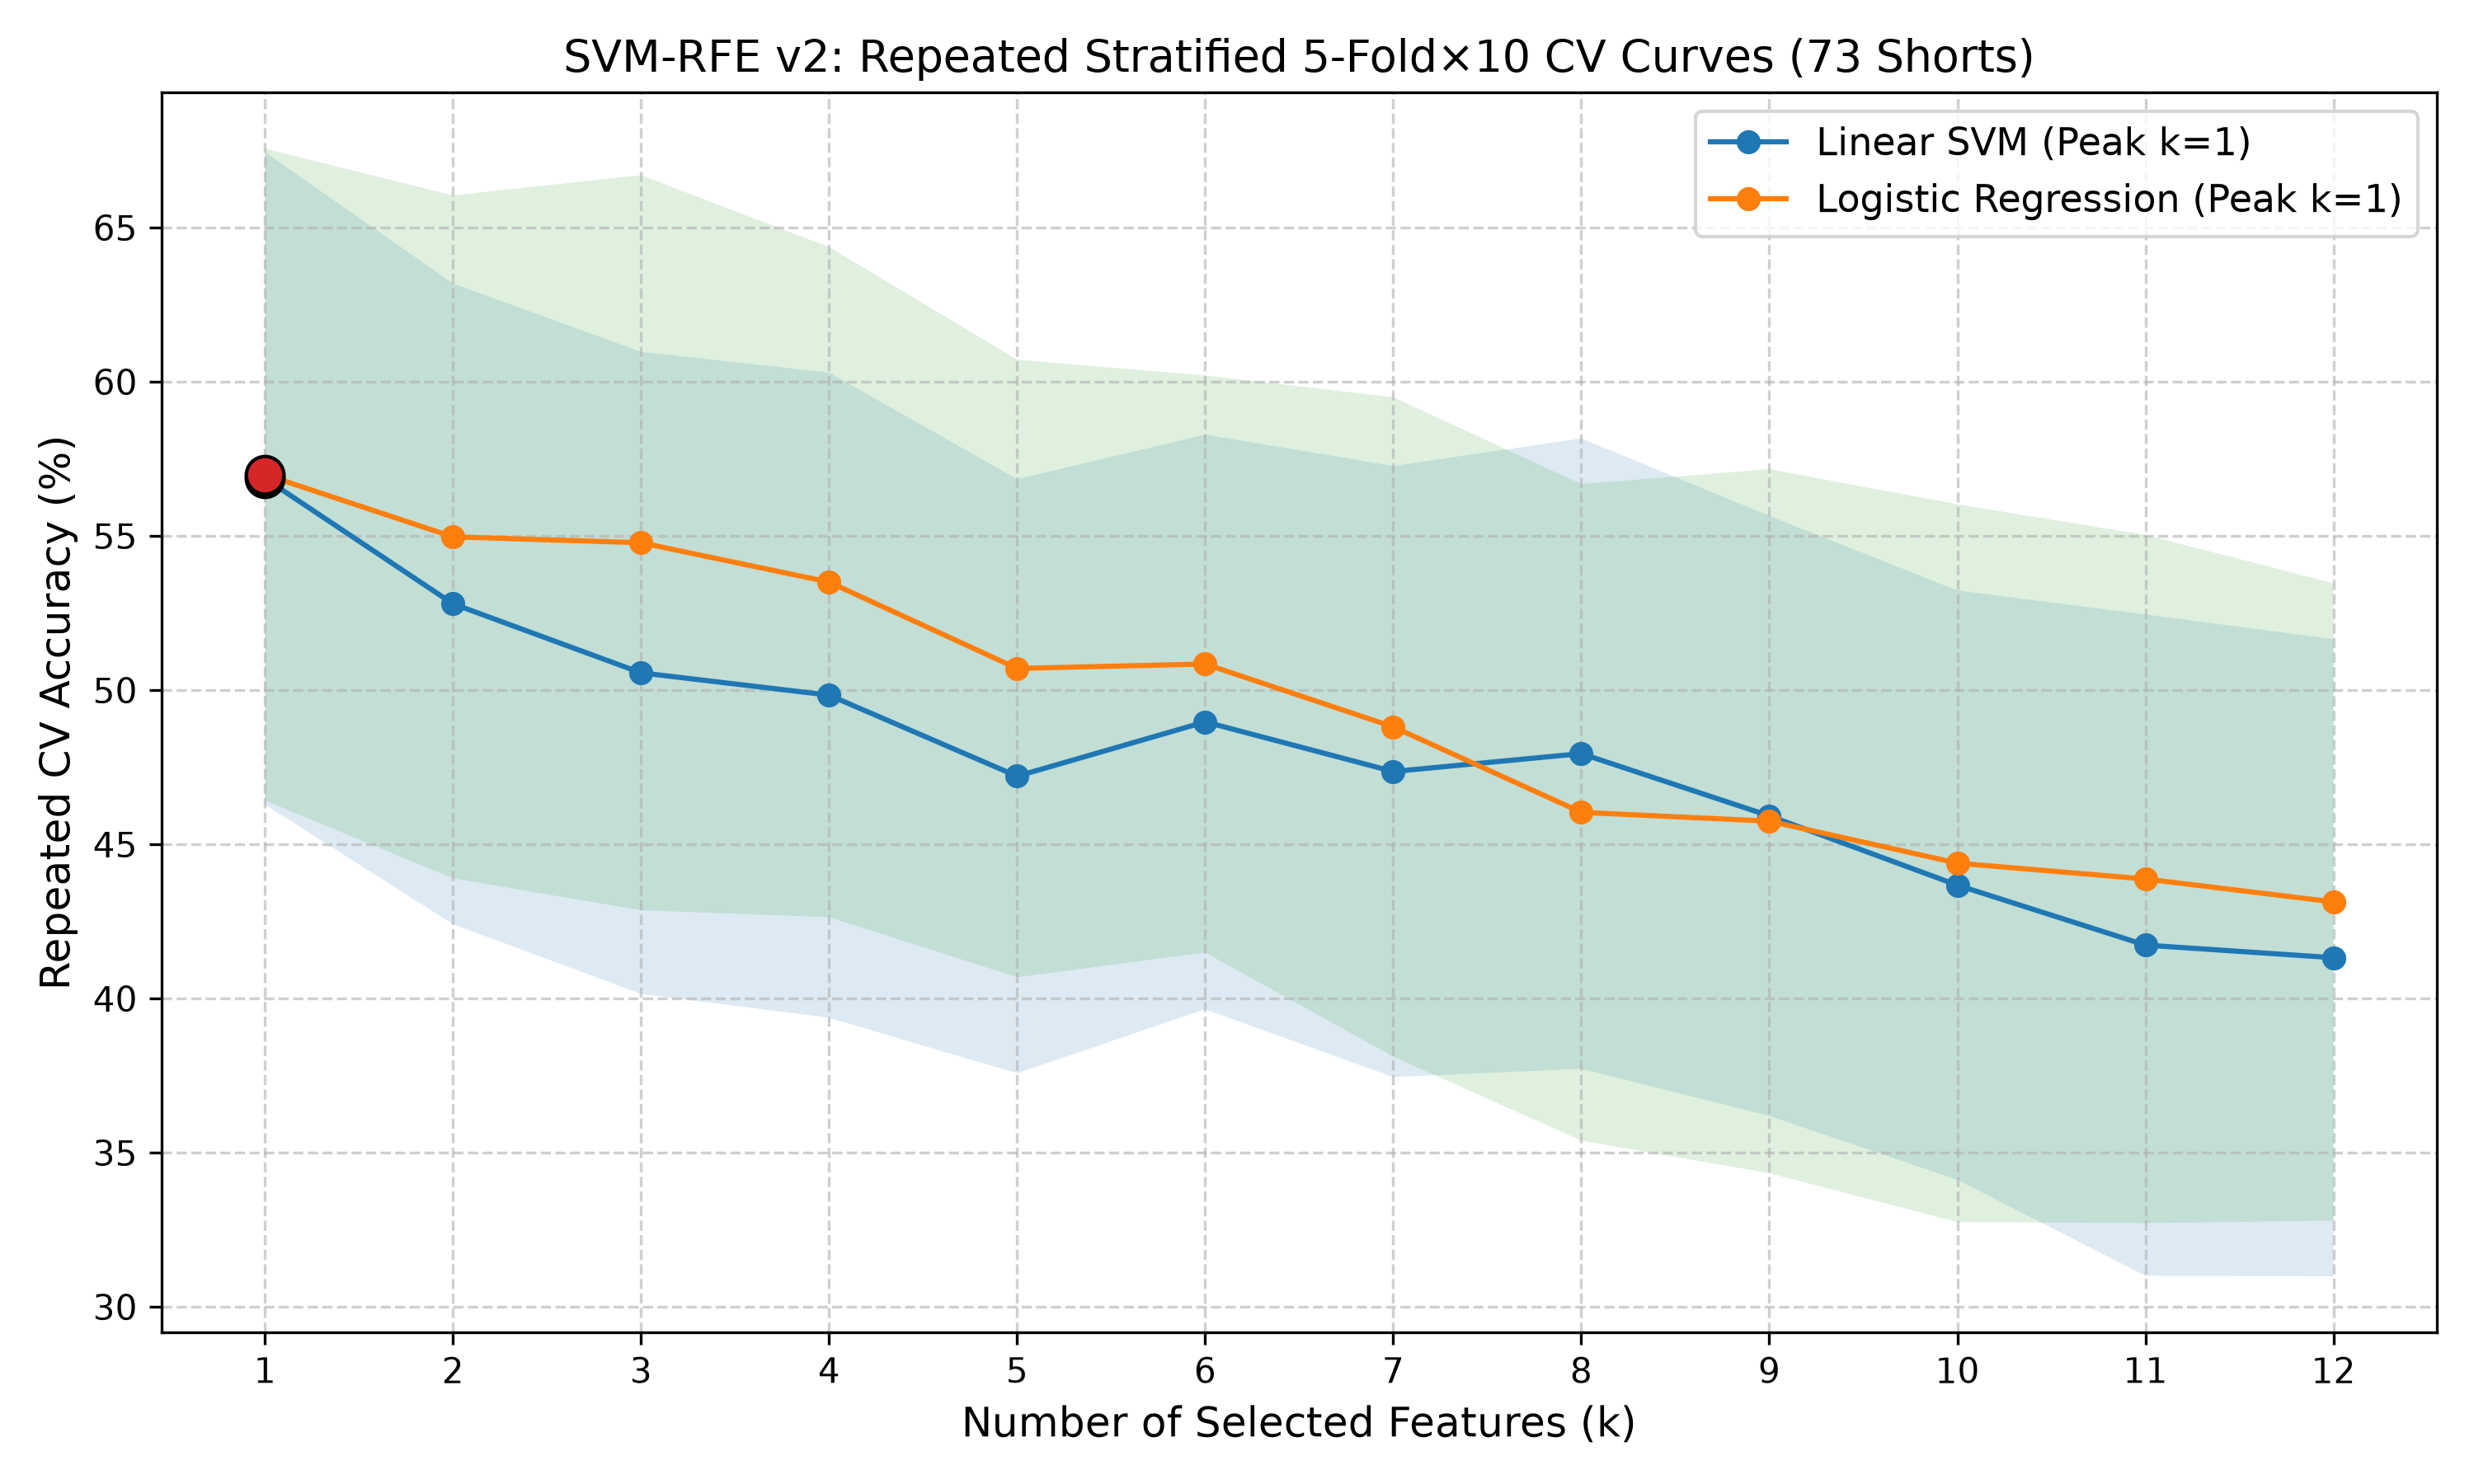 SVM-RFE v2: Repeated Stratified 5-Fold×10 CV Curves (73 Shorts)
Linear SVM (Peak k=1)
Logistic Regression (Peak k=1)
Repeated CV Accuracy (%)
65
60
55
50
45
40
35
30
1 2 3 4 5 6 7 8 9 10 11 12
Number of Selected Features (k)